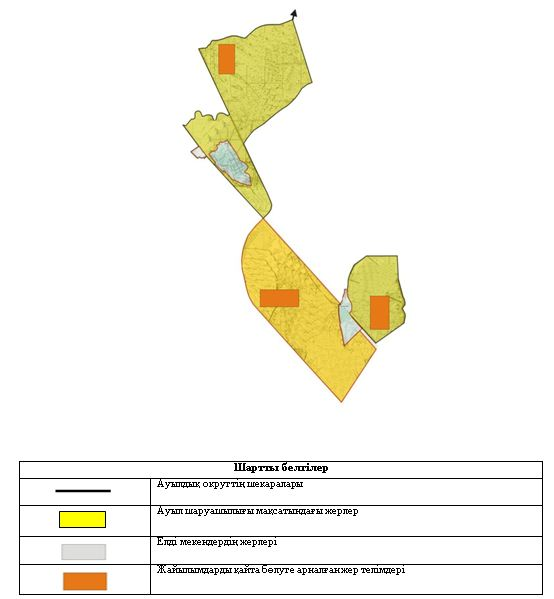 Шартты белгілер
Ауылдық округтің шекаралары
Ауыл шаруашылығы мақсатындағы жерлер
Елді мекендердің жерлері
Жайылымдарды қайта бөлуге арналған жер телімдері